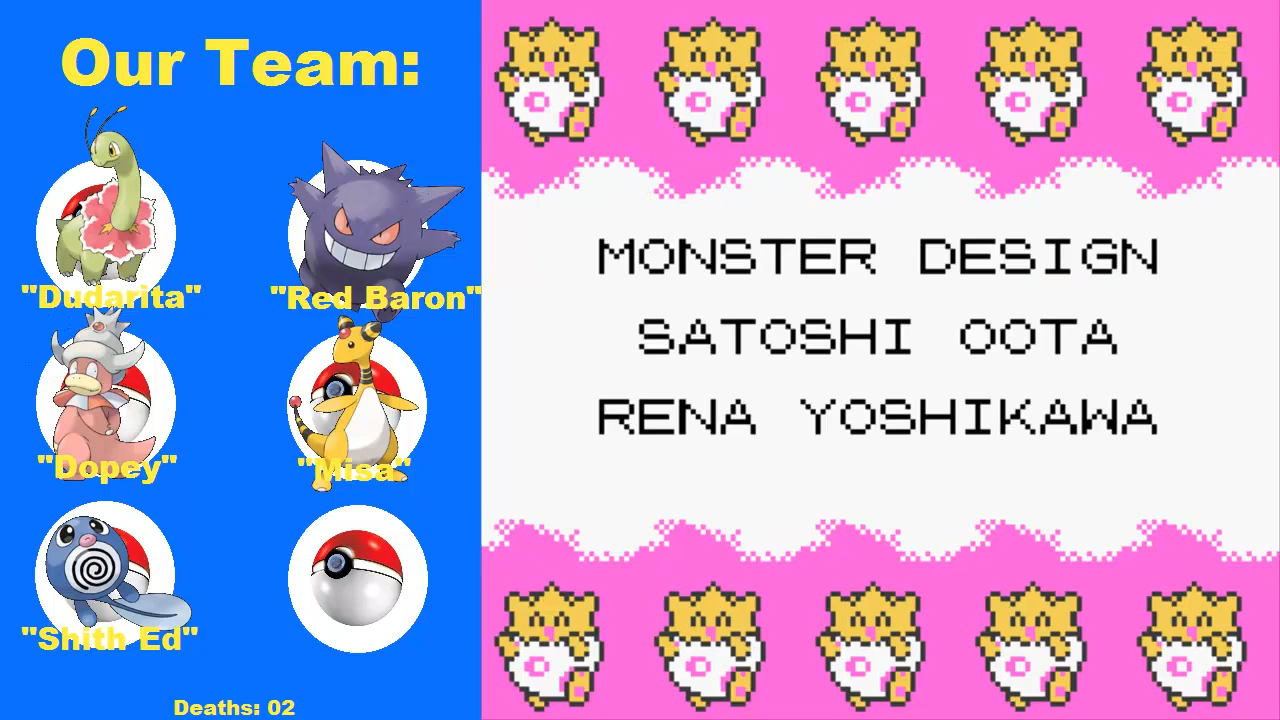 Our Team:
"Dudarita"
"Red Baron"
"Dopey"
"Misa"
"Shith Ed"
Deaths: 02
MONSTER DESIGN
SATOSHI OOTA
RENA YOSHIKAWA